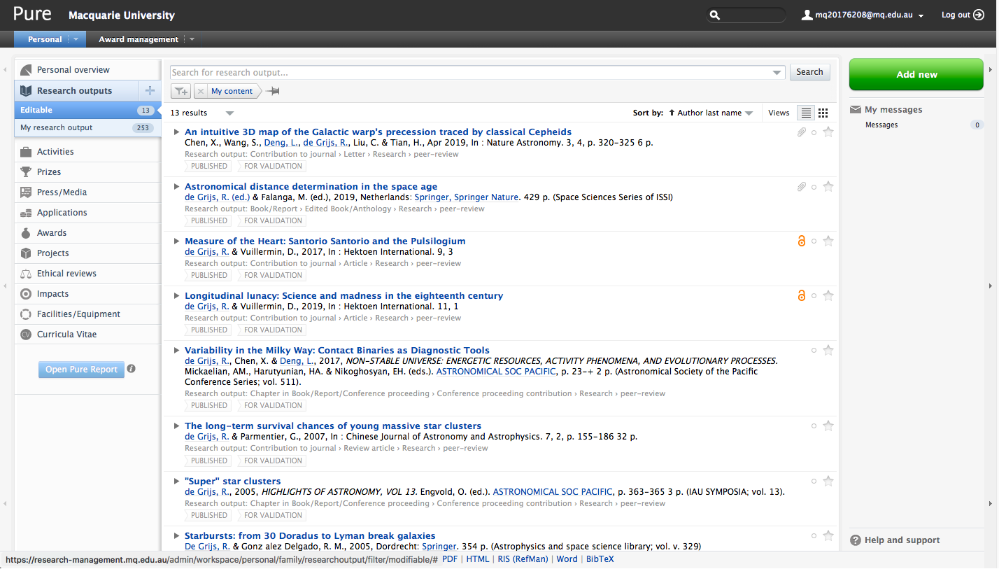 Pure Macquarie University mq20176208@mq.edu.au Log out
Personal Award management
Personal overview
Research outputs
Editable 13
My research output 253
Activities
Prizes
Press/Media
Applications
Awards
Projects
Ethical reviews
Impacts
Facilities/Equipment
CV Curricula Vitae
Open Pure Report i
Search for research output... Search
My content
13 results Sort by: Author last name Views
An intuitive 3D map of the Galactic warp's precession traced by classical Cepheids
Chen, X., Wang, S., Deng, L., de Grijs, R., Liu, C. & Tian, H., Apr 2019, In : Nature Astronomy. 3, 4, p. 320-325 6 p.
Research output: Contribution to journal › Letter › Research › peer-review
PUBLISHED FOR VALIDATION
Astronomical distance determination in the space age
de Grijs, R. (ed.) & Falanga, M. (ed.), 2019, Netherlands: Springer, Springer Nature. 429 p. (Space Sciences Series of ISSI)
Research output: Book/Report › Edited Book/Anthology › Research › peer-review
PUBLISHED FOR VALIDATION
Measure of the Heart: Santorio Santorio and the Pulsilogium
de Grijs, R. & Vuillermin, D., 2017, In : Hektoen International. 9, 3
Research output: Contribution to journal › Article › Research › peer-review
PUBLISHED FOR VALIDATION
Longitudinal lunacy: Science and madness in the eighteenth century
de Grijs, R. & Vuillermin, D., 2019, In : Hektoen International. 11, 1
Research output: Contribution to journal › Article › Research › peer-review
PUBLISHED FOR VALIDATION
Variability in the Milky Way: Contact Binaries as Diagnostic Tools
de Grijs, R., Chen, X. & Deng, L., 2017, NON-STABLE UNIVERSE: ENERGETIC RESOURCES, ACTIVITY PHENOMENA, AND EVOLUTIONARY PROCESSES.
Mickaelian, AM., Harutyunian, HA. & Nikoghosyan, EH. (eds.). ASTRONOMICAL SOC PACIFIC, p. 23-+ 2 p. (Astronomical Society of the Pacific
Conference Series; vol. 511).
Research output: Chapter in Book/Report/Conference proceeding › Conference proceeding contribution › Research › peer-review
PUBLISHED FOR VALIDATION
The long-term survival chances of young massive star clusters
de Grijs, R. & Parmentier, G., 2007, In : Chinese Journal of Astronomy and Astrophysics. 7, 2, p. 155-186 32 p.
Research output: Contribution to journal › Review article › Research › peer-review
PUBLISHED FOR VALIDATION
"Super" star clusters
de Grijs, R., 2005, HIGHLIGHTS OF ASTRONOMY, VOL 13. Engvold, O. (ed.). ASTRONOMICAL SOC PACIFIC, p. 363-365 3 p. (IAU SYMPOSIA; vol. 13).
Research output: Chapter in Book/Report/Conference proceeding › Conference proceeding contribution › Research › peer-review
PUBLISHED FOR VALIDATION
Starbursts: from 30 Doradus to Lyman break galaxies
De Grijs, R. & Gonz alez Delgado, R. M., 2005, Dordrecht: Springer. 354 p. (Astrophysics and space science library; vol. v. 329)
Add new
My messages
Messages 0
? Help and support
https://research-management.mq.edu.au/admin/workspace/personal/family/researchoutput/filter/modifiable/# PDF | HTML | RIS (RefMan) | Word | BibTeX